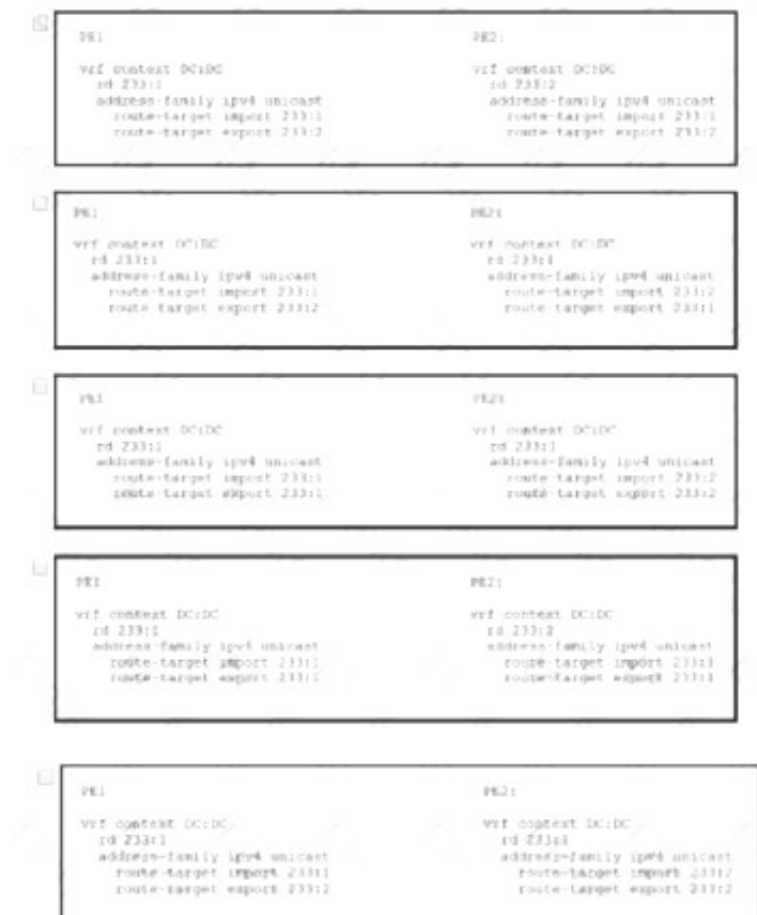 PE1
vrf context DC:DC
rd 233:1
address-family ipv4 unicast
route-target import 233:1
route-target export 233:2
PE2:
vrf context DC:DC
rd 233:2
address-family ipv4 unicast
route-target import 233:1
route-target export 233:2
PE1:
vrf context DC:DC
rd 233:1
address-family ipv4 unicast
route-target import 233:1
route-target export 233:2
PE2:
vrf context DC:DC
rd
address-family ipv4 unicast
route-target import 233:2
route-target export 233:1
PE1
vrf context DC:DC
rd 233:1
address-family ipv4 unicast
route-target import 233:1
route-target export 233:1
PE2:
vrf context DC:DC
rd 233:1
address-family ipv4 unicast
route-target import 233:2
route-target export 233:2
PE1
vrf context DC:DC
rd 233:1
address-family ipv4 unicast
route-target import 233:1
route-target export 233:1
PE2:
vrf context DC:DC
rd 233:2
address-family ipv4 unicast
route-target import 233:1
route-target export 233:1
PE1
vrf context DC:DC
rd 233:1
address-family ipv4 unicast
route-target import 233:1
route-target export 233:2
PE2:
vrf context DC:DC
rd
address-family ipv4 unicast
route-target import 233:2
route-target export 233:2